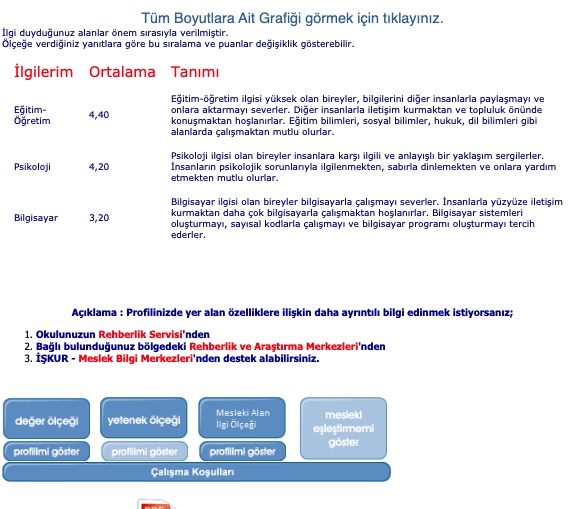 Tüm Boyutlara Ait Grafiği görmek için tıklayınız.
İlgi duyduğunuz alanlar önem sırasıyla verilmiştir.
Ölçeğe verdiğiniz yanıtlara göre bu sıralama ve puanlar değişiklik gösterebilir.
İlgilerim Ortalama Tanımı
Eğitim-
Öğretim
4,40
Eğitim-öğretim ilgisi yüksek olan bireyler, bilgilerini diğer insanlarla paylaşmayı ve
onlara aktarmayı severler. Diğer insanlarla iletişim kurmaktan ve topluluk önünde
konuşmaktan hoşlanırlar. Eğitim bilimleri, sosyal bilimler, hukuk, dil bilimleri gibi
alanlarda çalışmaktan mutlu olurlar.
Psikoloji
4,20
Psikoloji ilgisi olan bireyler insanlara karşı ilgili ve anlayışlı bir yaklaşım sergilerler.
İnsanların psikolojik sorunlarıyla ilgilenmekten, sabırla dinlemekten ve onlara yardım
etmekten mutlu olurlar.
Bilgisayar
3,20
Bilgisayar ilgisi olan bireyler bilgisayarla çalışmayı severler. İnsanlarla yüzyüze iletişim
kurmaktan daha çok bilgisayarla çalışmaktan hoşlanırlar. Bilgisayar sistemleri
oluşturmayı, sayısal kodlarla çalışmayı ve bilgisayar programı oluşturmayı tercih
ederler.
Açıklama : Profilinizde yer alan özelliklere ilişkin daha ayrıntılı bilgi edinmek istiyorsanız;
1. Okulunuzun Rehberlik Servisi'nden
2. Bağlı bulunduğunuz bölgedeki Rehberlik ve Araştırma Merkezleri'nden
3. İŞKUR - Meslek Bilgi Merkezleri'nden destek alabilirsiniz.
değer ölçeği
profilimi göster
yetenek ölçeği
profilimi göster
Mesleki Alan
İlgi Ölçeği
profilimi göster
mesleki
eşleştirmemi
göster
Çalışma Koşulları